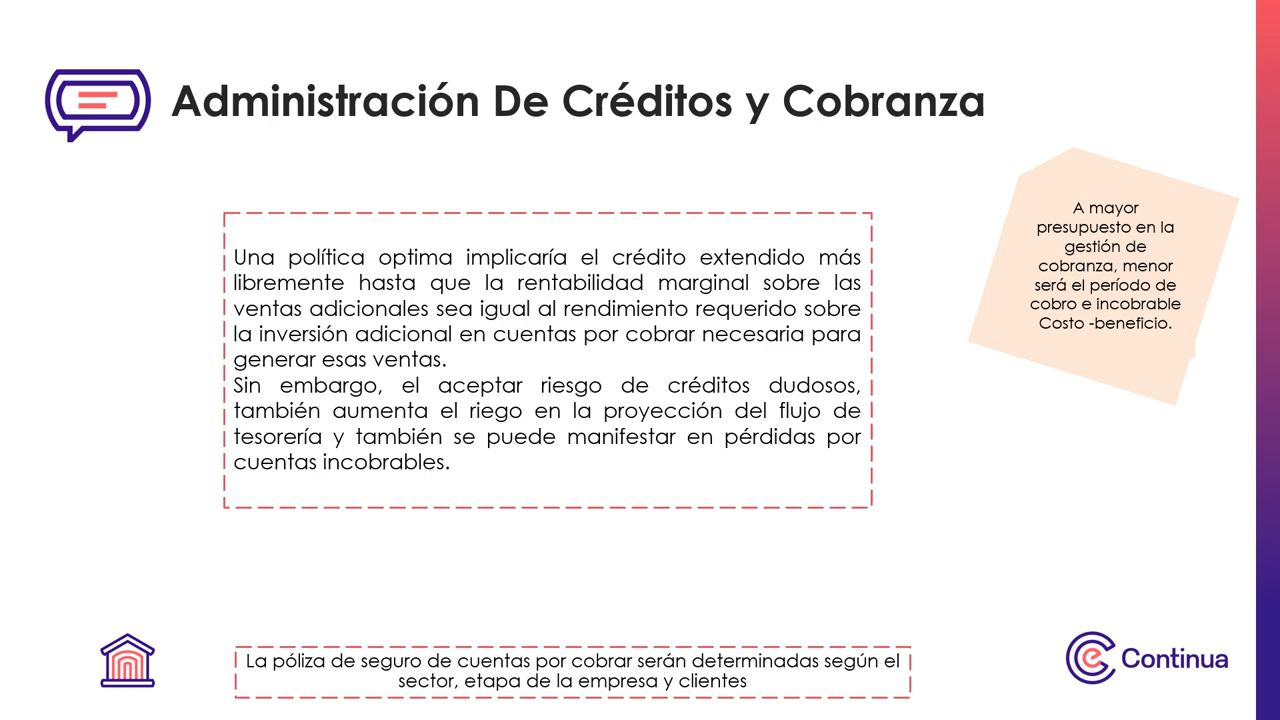 Administración De Créditos y Cobranza
A mayor
presupuesto en la
gestión de
cobranza, menor
será el período de
cobro e incobrable
Costo -beneficio.
Una política optima implicaría el crédito extendido más
libremente hasta que la rentabilidad marginal sobre las
ventas adicionales sea igual al rendimiento requerido sobre
la inversión adicional en cuentas por cobrar necesaria para
generar esas ventas.
Sin embargo, el aceptar riesgo de créditos dudosos,
también aumenta el riego en la proyección del flujo de
tesorería y también se puede manifestar en pérdidas por
cuentas incobrables.
La póliza de seguro de cuentas por cobrar serán determinadas según el
sector, etapa de la empresa y clientes
Continua